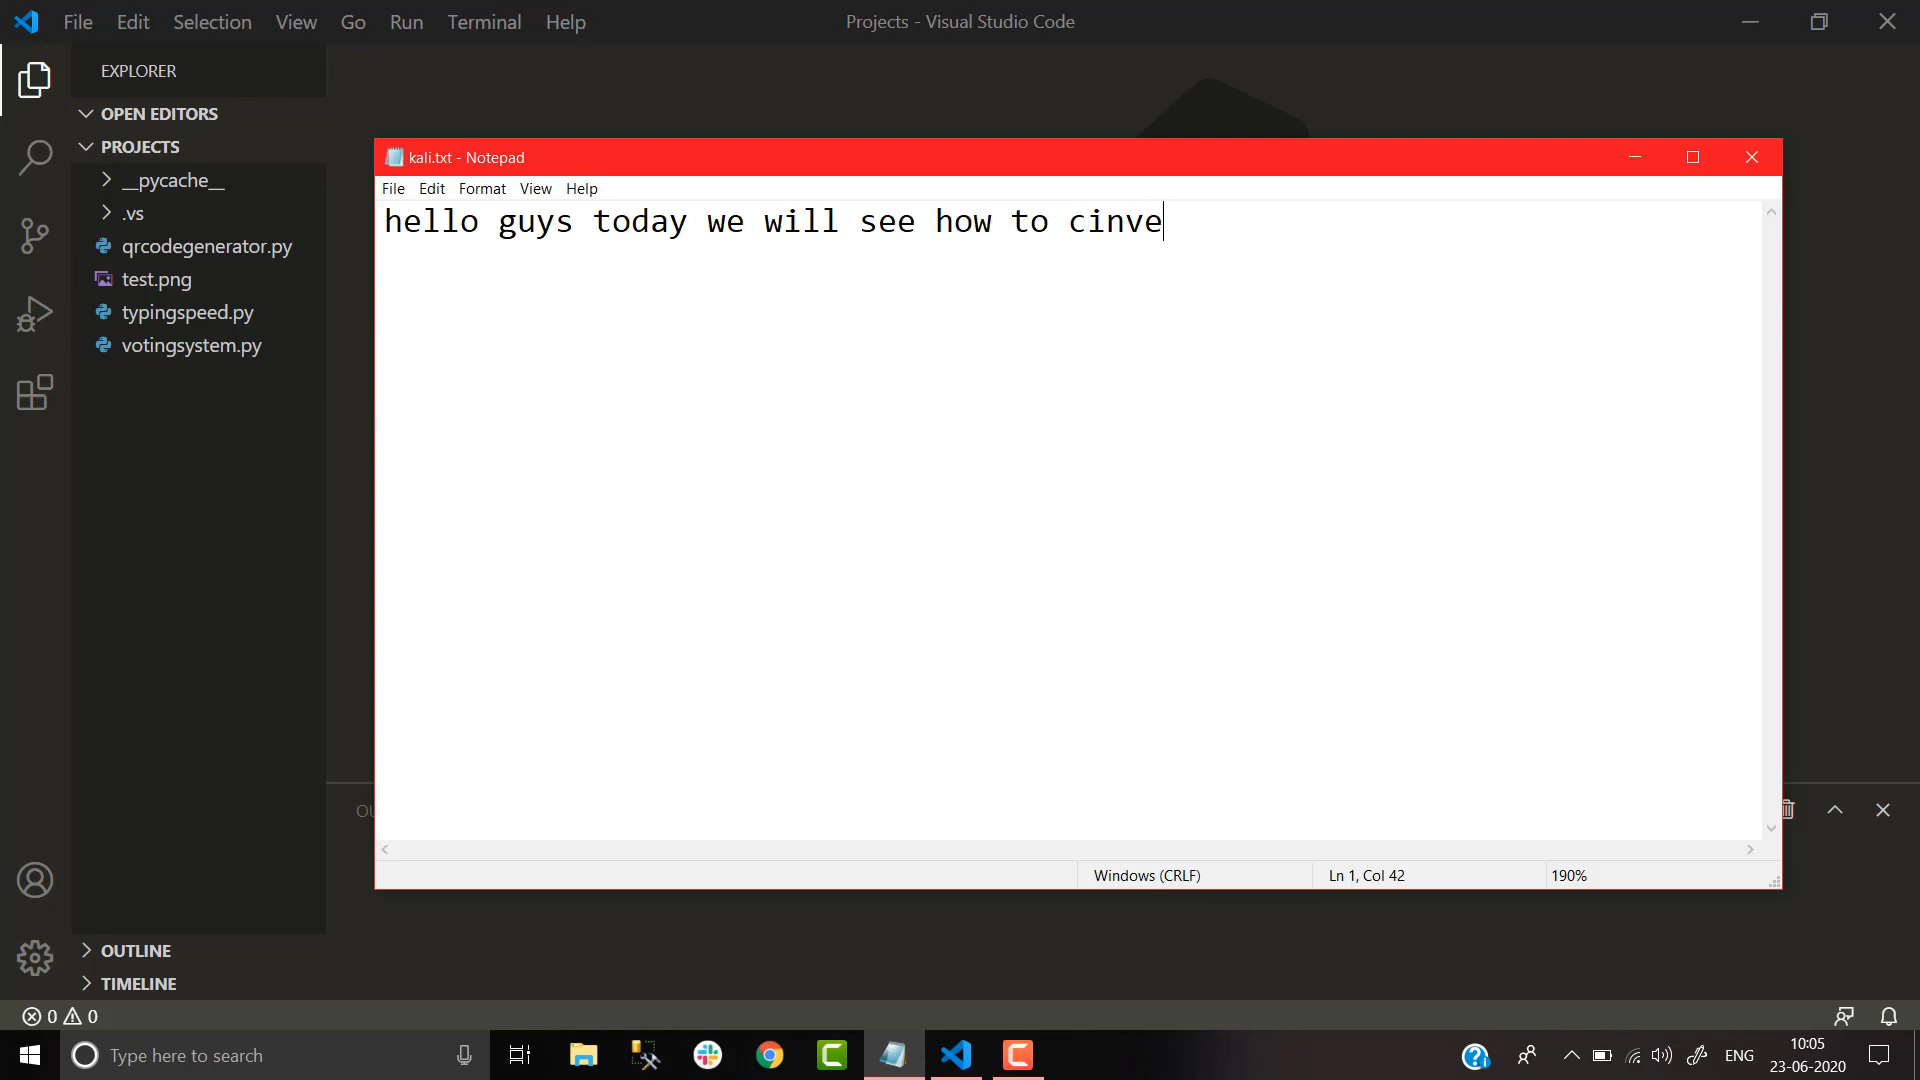 File Edit Selection View Go Run Terminal Help
Projects - Visual Studio Code
EXPLORER
OPEN EDITORS
PROJECTS
__pycache__
.vs
qrcodegenerator.py
test.png
typingspeed.py
votingsystem.py
OUTLINE
TIMELINE
kali.txt - Notepad
File Edit Format View Help
hello guys today we will see how to cinve
Windows (CRLF)
Ln 1, Col 42
190%
0 0
Type here to search
ENG
10:05
23-06-2020